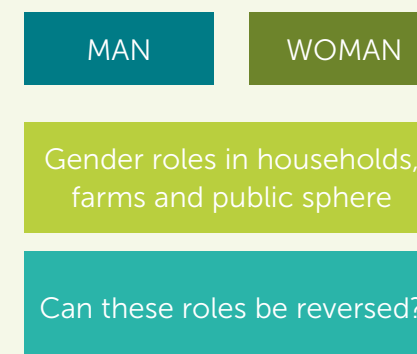 MAN
WOMAN
Gender roles in households,
farms and public sphere
Can these roles be reversed?